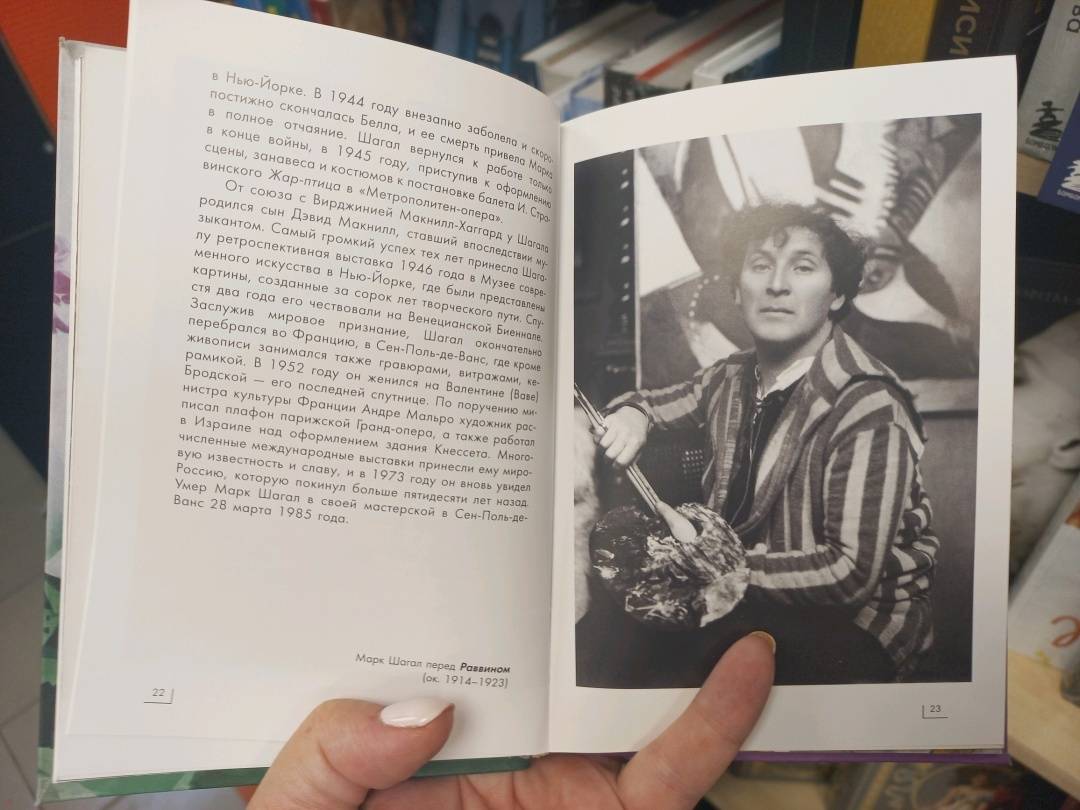 в Нью-Йорке. В 1944 году внезапно заболела и скоро-
постижно скончалась Белла, и ее смерть привела Марка
в полное отчаяние. Шагал вернулся к работе только
в конце войны, в 1945 году, приступив к оформлению
сцены, занавеса и костюмов к постановке балета И. Стра-
винского Жар-птица в «Метрополитен-опера».
От союза с Вирджинией Макнилл-Хаггард у Шагала
родился сын Дэвид Макнилл, ставший впоследствии му-
зыкантом. Самый громкий успех тех лет принесла Шага-
лу ретроспективная выставка 1946 года в Музее совре-
менного искусства в Нью-Йорке, где были представлены
картины, созданные за сорок лет творческого пути. Спу-
стя два года его чествовали на Венецианской Биеннале.
Заслужив мировое признание, Шагал окончательно
перебрался во Францию, в Сен-Поль-де-Ванс, где кроме
живописи занимался также гравюрами, витражами, ке-
рамикой. В 1952 году он женился на Валентине (Ваве)
Бродской — его последней спутнице. По поручению ми-
нистра культуры Франции Андре Мальро художник рас-
писал плафон парижской Гранд-опера, а также работал
в Израиле над оформлением здания Кнессета. Много-
численные международные выставки принесли ему миро-
вую известность и славу, и в 1973 году он вновь увидел
Россию, которую покинул больше пятидесяти лет назад.
Умер Марк Шагал в своей мастерской в Сен-Поль-де-
Ванс 28 марта 1985 года.
Марк Шагал перед Раввином
(ок. 1914–1923)
22
23